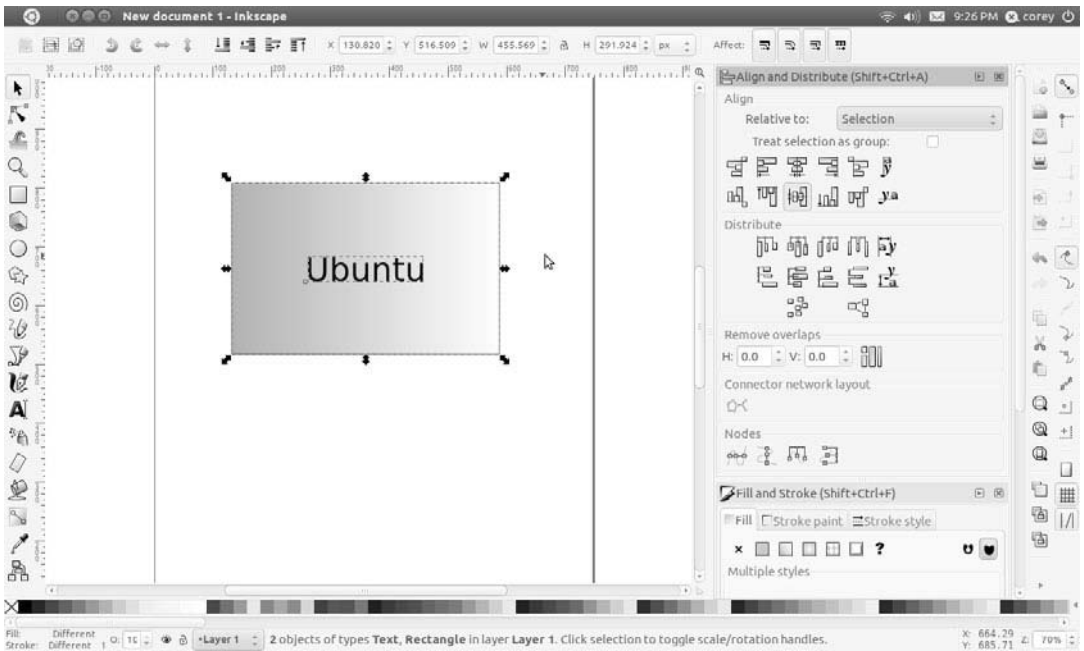 New document 1 - Inkscape
9:26 PM corey
X 130.820 Y 516.509 W 455.569 H 291.924 px Affect:
Align and Distribute (Shift+Ctrl+A)
Align
Relative to: Selection
Treat selection as group:
Distribute
Remove overlaps
H: 0.0 V: 0.0
Connector network layout
Nodes
Fill and Stroke (Shift+Ctrl+F)
Fill Stroke paint Stroke style
Multiple styles
Ubuntu
Fill: Different
Stroke: Different
O:
•Layer 1
2 objects of types Text, Rectangle in layer Layer 1. Click selection to toggle scale/rotation handles.
X: 664.29
Y: 685.71
Z: 70%